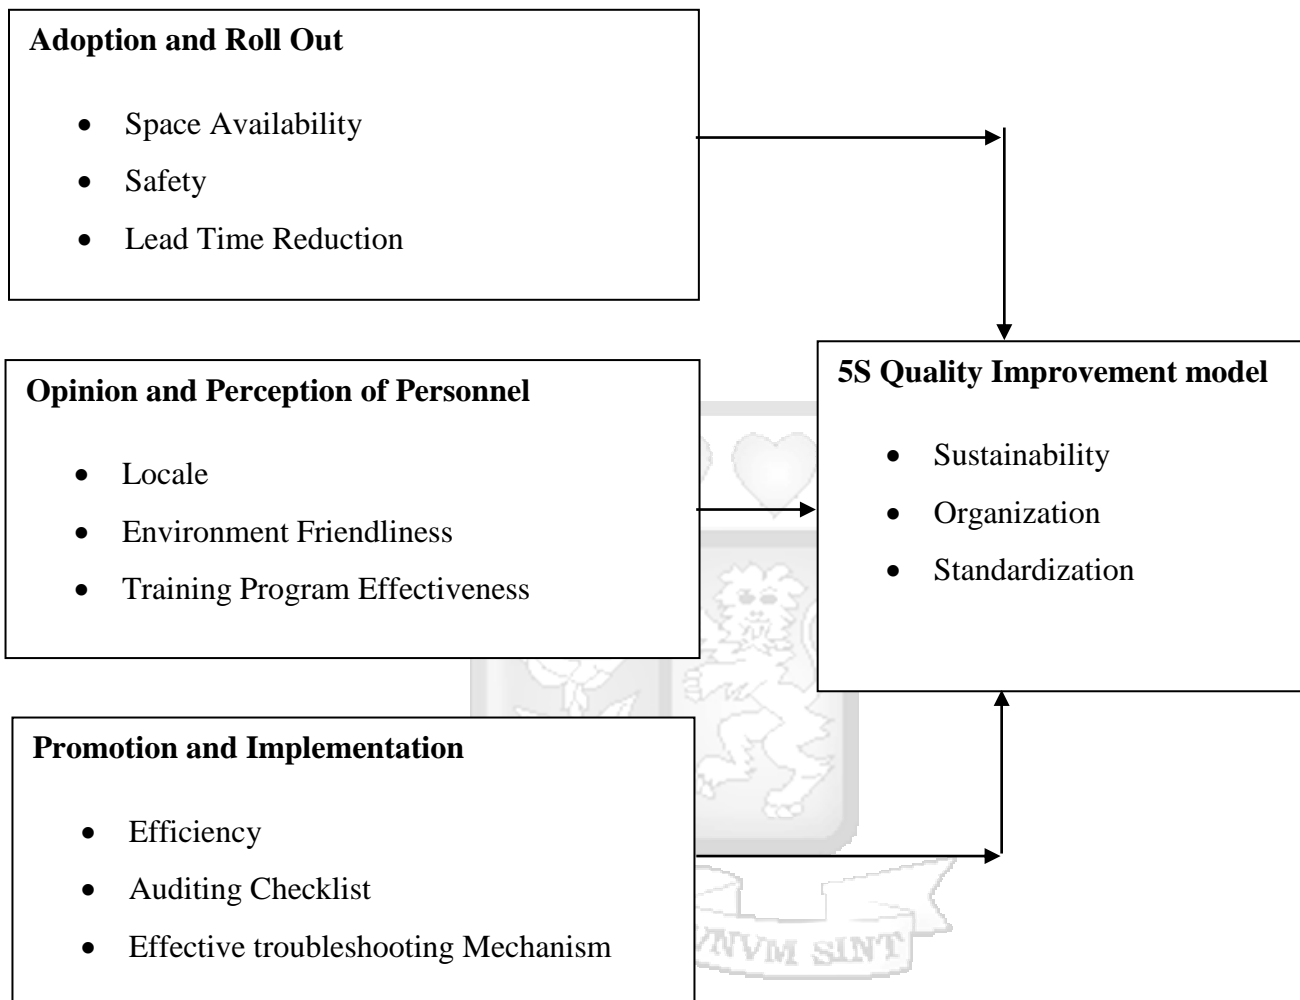 Adoption and Roll Out
• Space Availability
• Safety
• Lead Time Reduction
Opinion and Perception of Personnel
• Locale
• Environment Friendliness
• Training Program Effectiveness
5S Quality Improvement model
• Sustainability
• Organization
• Standardization
Promotion and Implementation
• Efficiency
• Auditing Checklist
• Effective troubleshooting Mechanism
SINT